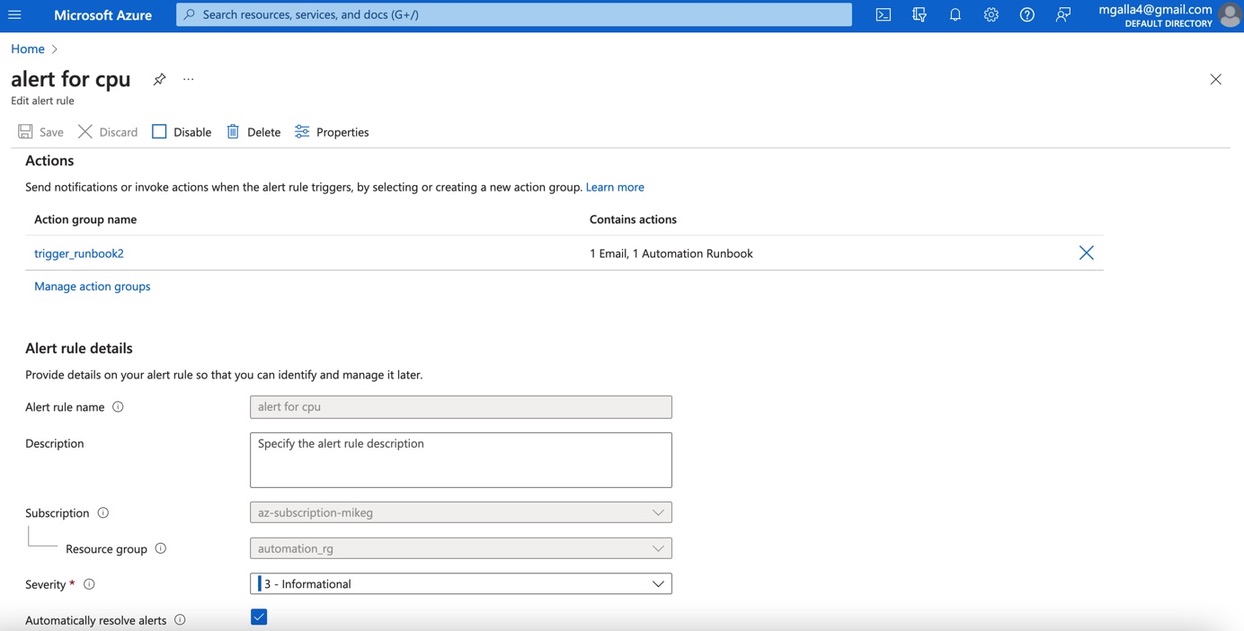 Microsoft Azure
Search resources, services, and docs (G+/)
mgalla4@gmail.com
DEFAULT DIRECTORY
Home
alert for cpu
Edit alert rule
Save
Discard
Disable
Delete
Properties
Actions
Send notifications or invoke actions when the alert rule triggers, by selecting or creating a new action group. Learn more
Action group name
Contains actions
trigger_runbook2
1 Email, 1 Automation Runbook
Manage action groups
Alert rule details
Provide details on your alert rule so that you can identify and manage it later.
Alert rule name
alert for cpu
Description
Specify the alert rule description
Subscription
az-subscription-mikeg
Resource group
automation_rg
Severity *
3 - Informational
Automatically resolve alerts